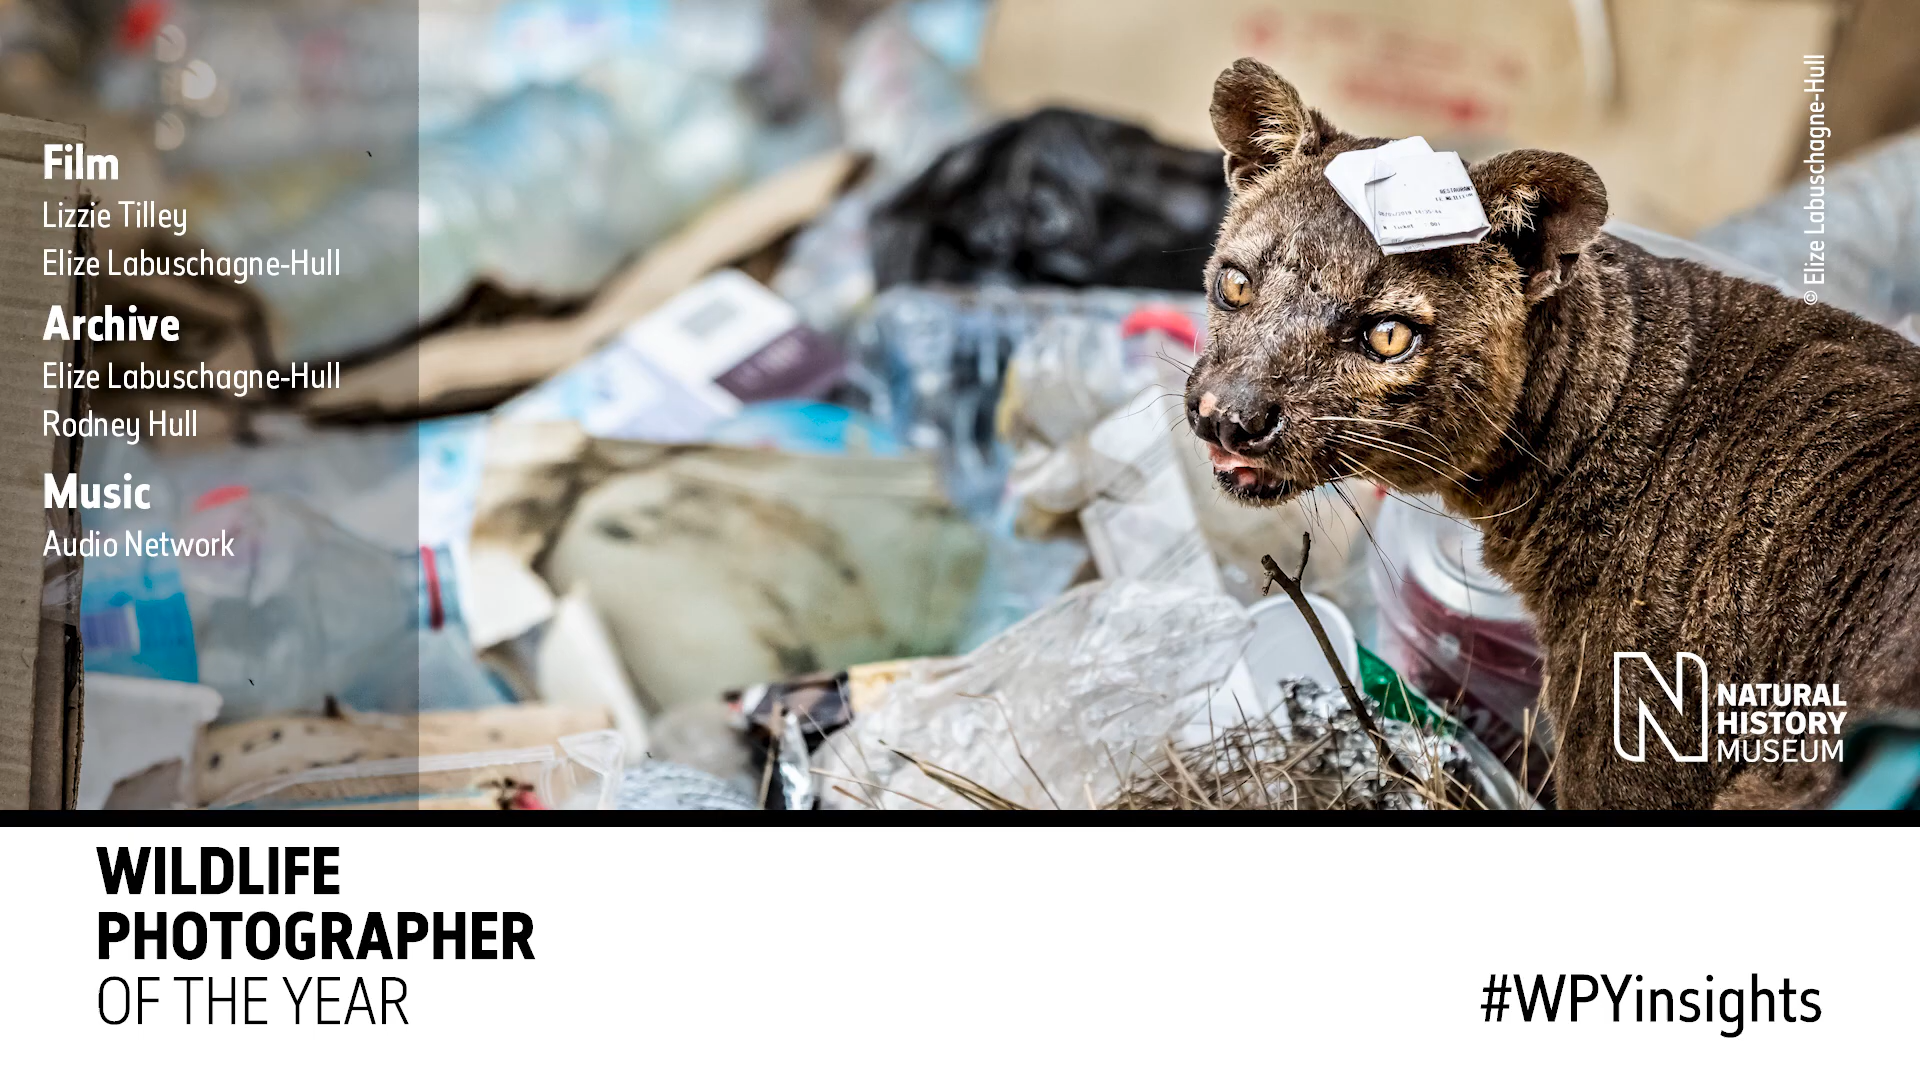 Film
Lizzie Tilley
Elize Labuschagne-Hull
Archive
Elize Labuschagne-Hull
Rodney Hull
Music
Audio Network
© Elize Labuschagne-Hull
RESTAURANT
NATURAL
HISTORY
MUSEUM
WILDLIFE
PHOTOGRAPHER
OF THE YEAR
#WPYinsights